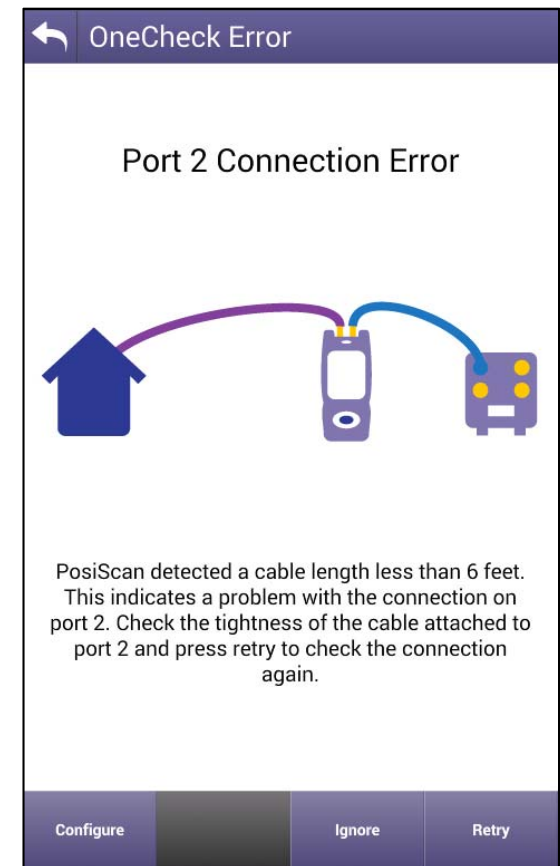 OneCheck Error
Port 2 Connection Error
PosiScan detected a cable length less than 6 feet.
This indicates a problem with the connection on
port 2. Check the tightness of the cable attached to
port 2 and press retry to check the connection
again.
Configure
Ignore
Retry